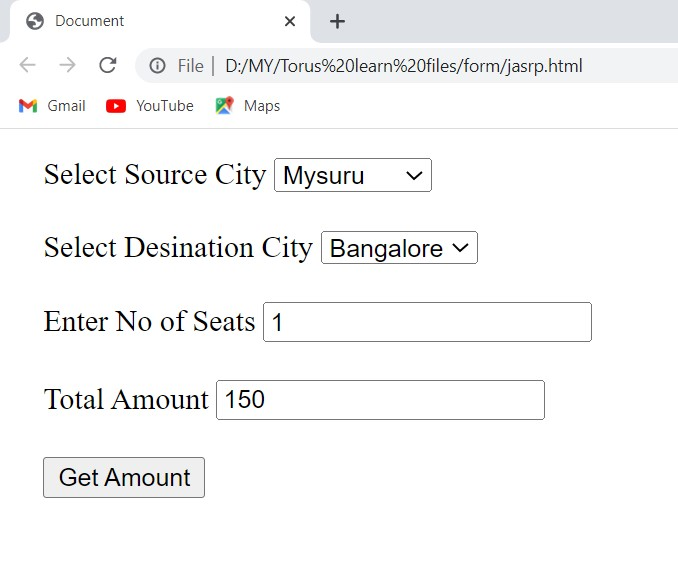 Document
File | D:/MY/Torus%20learn%20files/form/jasrp.html
Gmail YouTube Maps
Select Source City Mysuru
Select Desination City Bangalore
Enter No of Seats 1
Total Amount 150
Get Amount